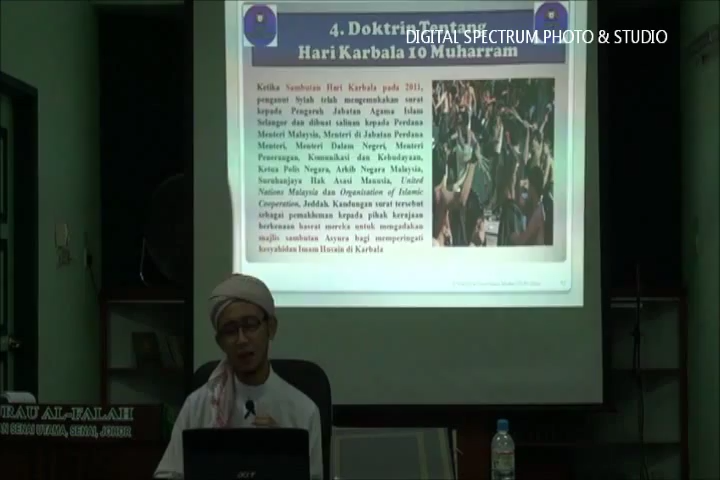 4. Doktrin Tentang
DIGITAL SPECTRUM PHOTO & STUDIO
Hari Karbala 10 Muharram
Ketika Sambutan Hari Karbala pada 2011,
penganut Syiah telah mengemukakan surat
kepada Pengarah Jabatan Agama Islam
Selangor dan dibuat salinan kepada Perdana
Menteri Malaysia, Menteri di Jabatan Perdana
Menteri, Menteri Dalam Negeri, Menteri
Penerangan, Komunikasi dan Kebudayaan,
Ketua Polis Negara, Arkib Negara Malaysia,
Suruhanjaya Hak Asasi Manusia, United
Nations Malaysia dan Organisation of Islamic
Cooperation, Jeddah. Kandungan surat tersebut
sebagai pemakluman kepada pihak kerajaan
berkenaan hasrat mereka untuk mengadakan
majlis sambutan Asyura bagi memperingati
kesyahidan Imam Husain di Karbala
RAU AL-FALAH
N SENAI UTAMA, SENAI, JOHOR
acer